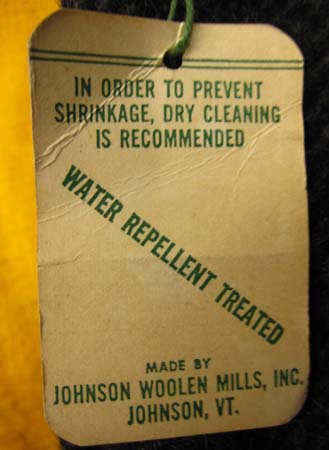 IN ORDER TO PREVENT
SHRINKAGE, DRY CLEANING
IS RECOMMENDED
WATER REPELLENT TREATED
MADE BY
JOHNSON WOOLEN MILLS, INC.
JOHNSON, VT.